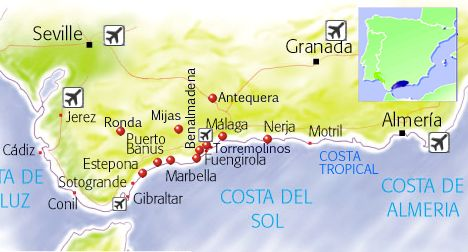 Seville
Granada
Antequera
Jerez
Ronda
Mijas
Benalmadena
Málaga
Nerja
Motril
Almería
Puerto
Banus
Torremolinos
Cádiz
Estepona
Fuengirola
COSTA
TROPICAL
Sotogrande
Marbella
TA DE
LUZ
Conil
Gibraltar
COSTA DEL
SOL
COSTA DE
ALMERIA